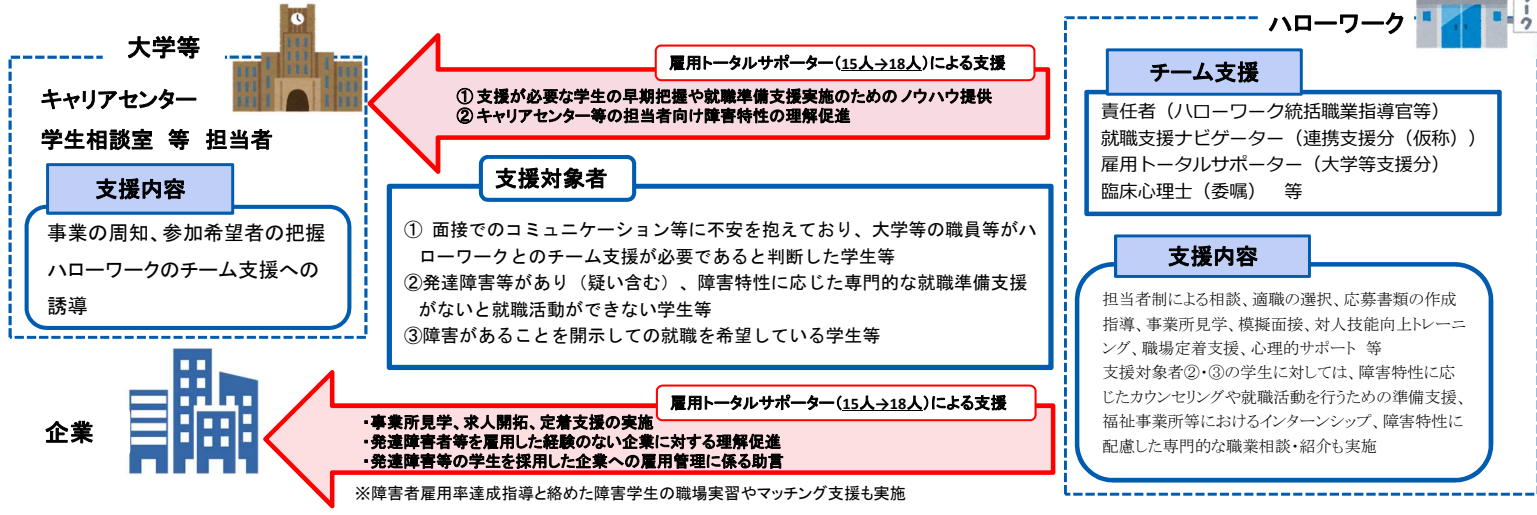 大学等
キャリアセンター
学生相談室 等 担当者
支援内容
事業の周知、参加希望者の把握
ハローワークのチーム支援への
誘導
雇用トータルサポーター(15人→18人)による支援
① 支援が必要な学生の早期把握や就職準備支援実施のためのノウハウ提供
② キャリアセンター等の担当者向け障害特性の理解促進
支援対象者
① 面接でのコミュニケーション等に不安を抱えており、大学等の職員等がハ
ローワークとのチーム支援が必要であると判断した学生等
②発達障害等があり(疑い含む)、障害特性に応じた専門的な就職準備支援
がないと就職活動ができない学生等
③障害があることを開示しての就職を希望している学生等
企業
雇用トータルサポーター(15人→18人)による支援
・事業所見学、求人開拓、定着支援の実施
・発達障害者等を雇用した経験のない企業に対する理解促進
・発達障害等の学生を採用した企業への雇用管理に係る助言
※障害者雇用率達成指導と絡めた障害学生の職場実習やマッチング支援も実施
ハローワーク
ーク
チーム支援
責任者(ハローワーク統括職業指導官等)
就職支援ナビゲーター(連携支援分(仮称))
雇用トータルサポーター(大学等支援分)
臨床心理士(委嘱) 等
支援内容
担当者制による相談、適職の選択、応募書類の作成
指導、事業所見学、模擬面接、対人技能向上トレーニ
ング、職場定着支援、心理的サポート 等
支援対象者②・③の学生に対しては、障害特性に応
じたカウンセリングや就職活動を行うための準備支援、
福祉事業所等におけるインターンシップ、障害特性に
配慮した専門的な職業相談・紹介も実施